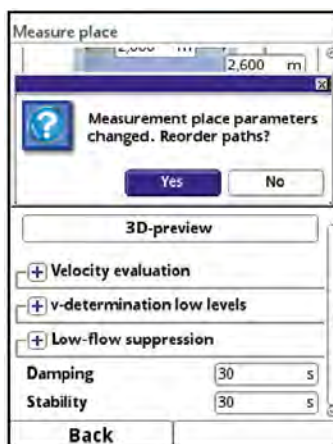 Measure place
m
2,600 m
Measurement place parameters
changed. Reorder paths?
Yes No
3D-preview
Velocity evaluation
v-determination low levels
Low-flow suppression
Damping 30 s
Stability 30 s
Back